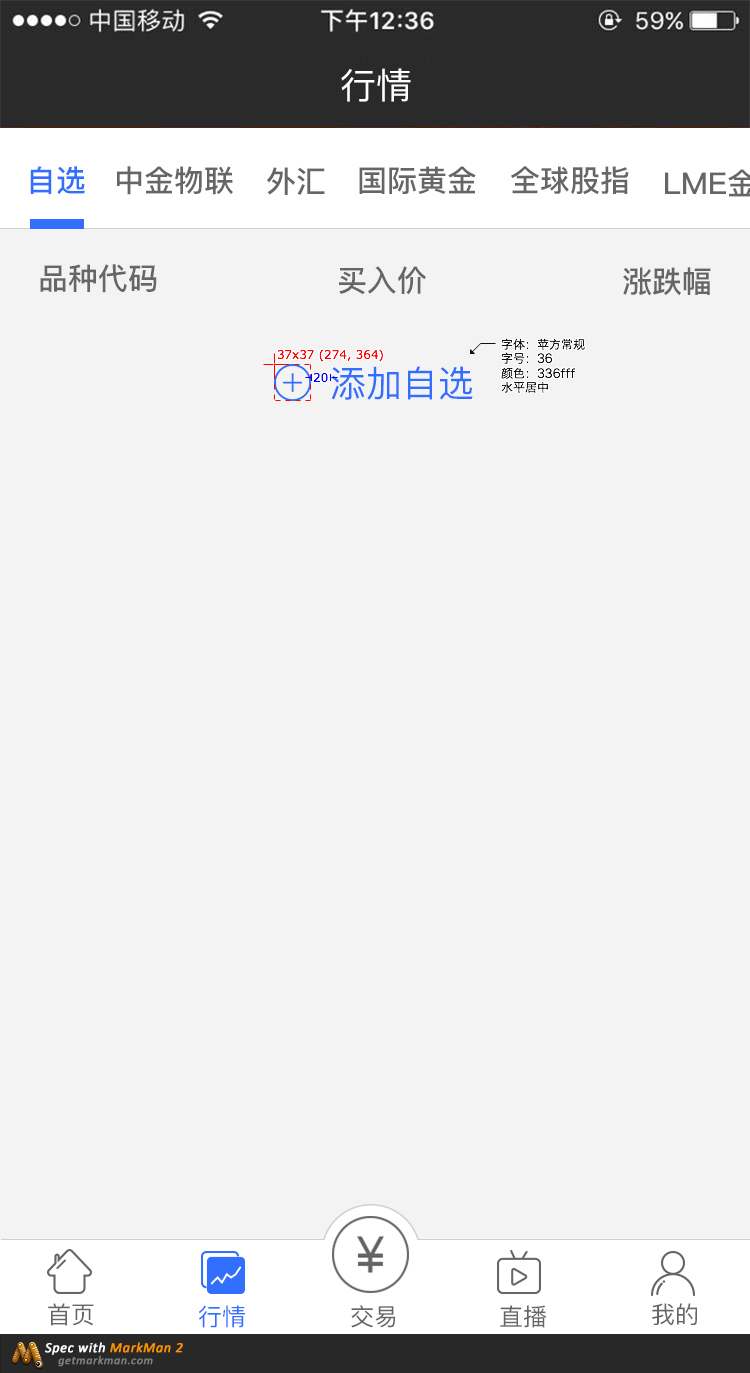 中国移动 下午12:36 59%
行情
自选 中金物联 外汇 国际黄金 全球股指 LME金
品种代码 买入价 涨跌幅
37x37 (274, 364)
20
添加自选
字体：苹方常规
字号：36
颜色：336fff
水平居中
¥
首页 行情 交易 直播 我的
Spec with MarkMan 2
getmarkman.com